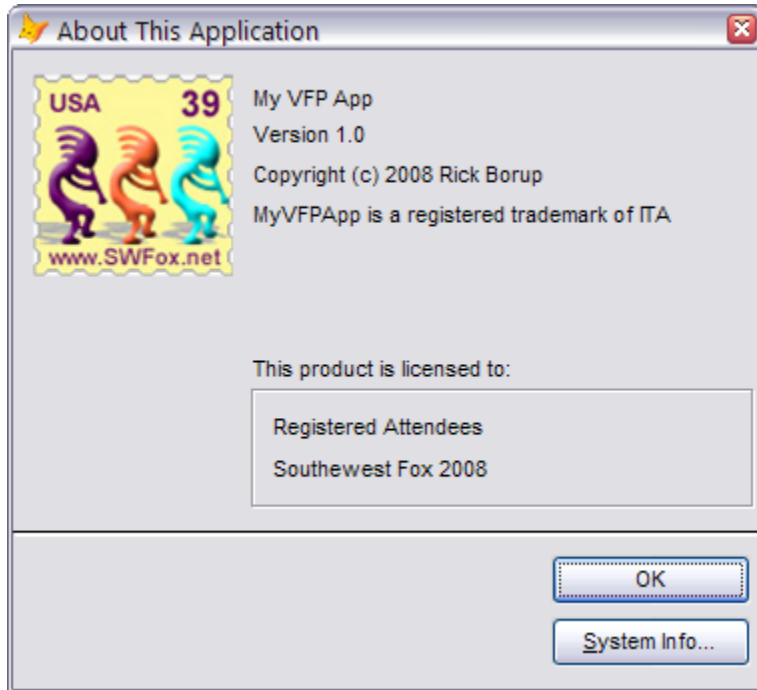 About This Application
USA 39
www.SWFox.net
My VFP App
Version 1.0
Copyright (c) 2008 Rick Borup
MyVFPApp is a registered trademark of ITA
This product is licensed to:
Registered Attendees
Southewest Fox 2008
OK
System Info...